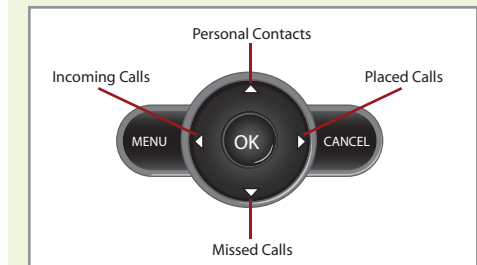 Personal Contacts
Incoming Calls
Placed Calls
MENU
OK
CANCEL
Missed Calls